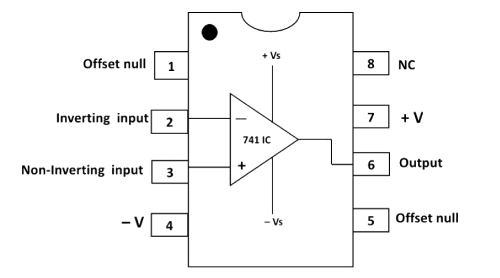 Offset null 1
+ Vs
8 NC
Inverting input 2
−
7 + V
741 IC
6 Output
Non-Inverting input 3
+
− V 4
− Vs
5 Offset null